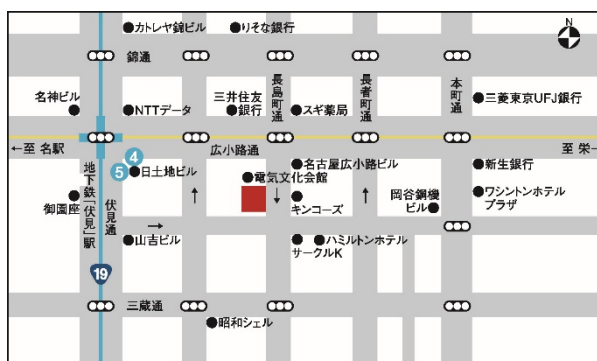 カトレヤ錦ビル
りそな銀行
N
錦通
名神ビル
NTTデータ
三井住友
銀行
長島町通
スギ薬局
長者町通
本町通
三菱東京UFJ銀行
←至 名駅
広小路通
至 栄→
4
5
日土地ビル
電気文化会館
名古屋広小路ビル
新生銀行
地下鉄「伏見」駅
伏見通
御園座
→
↑
↓
キンコーズ
↑
岡谷鋼機
ビル
ワシントンホテル
プラザ
山吉ビル
サークルK
ハミルトンホテル
19
三蔵通
昭和シェル